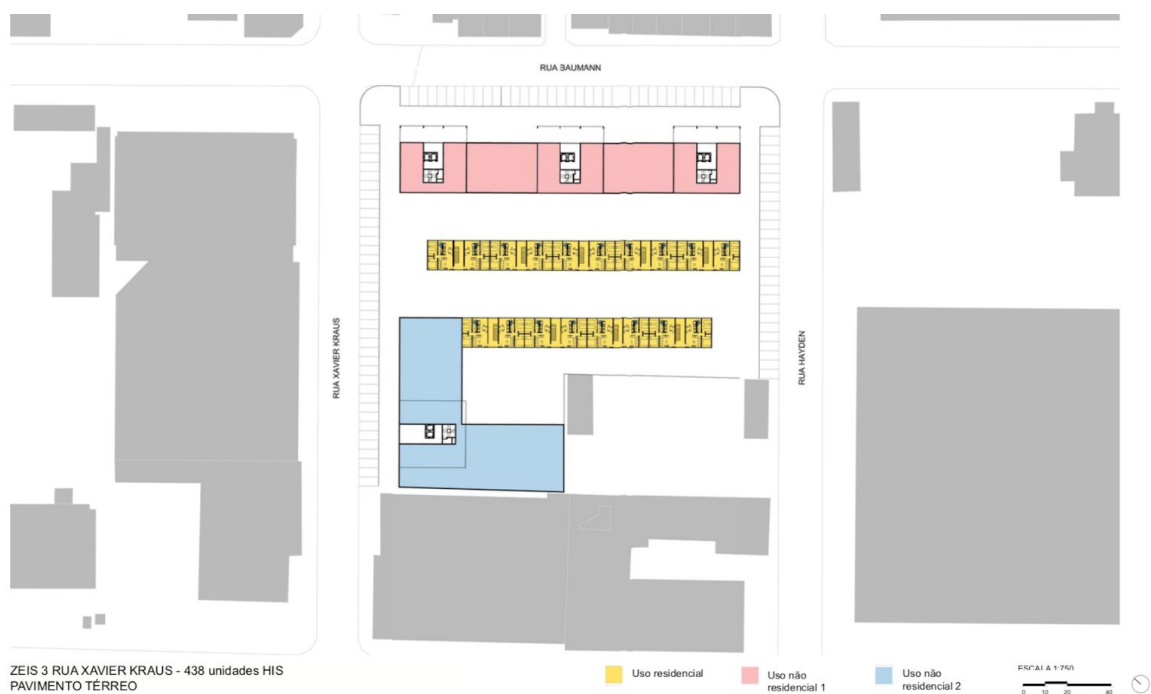 RUA BAUMANN
RUA XAVIER KRAUS
RUA HAYDEN
ZEIS 3 RUA XAVIER KRAUS - 438 unidades HIS
PAVIMENTO TÉRREO
Uso residencial
Uso não
residencial 1
Uso não
residencial 2
ESCALA 1:750
0 10 20 40